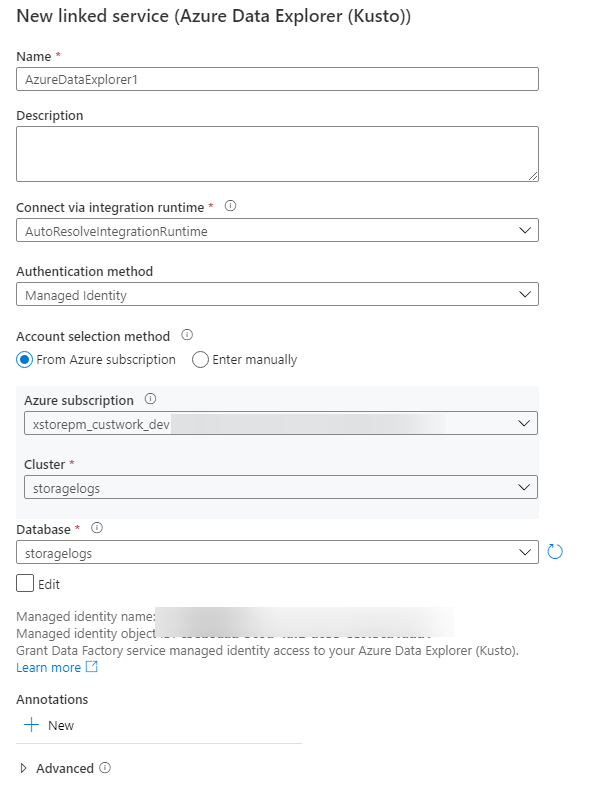 New linked service (Azure Data Explorer (Kusto))
Name *
AzureDataExplorer1
Description
Connect via integration runtime *
AutoResolveIntegrationRuntime
Authentication method
Managed Identity
Account selection method
From Azure subscription Enter manually
Azure subscription
xstorepm_custwork_dev
Cluster *
storagelogs
Database *
storagelogs
Edit
Managed identity name:
Managed identity object
Grant Data Factory service managed identity access to your Azure Data Explorer (Kusto).
Learn more
Annotations
New
Advanced